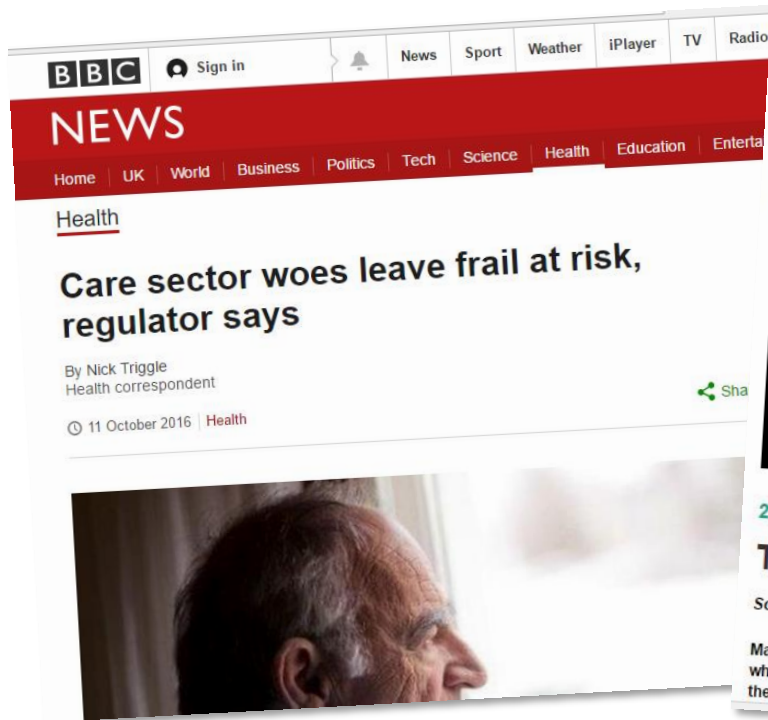 BBC Sign in News Sport Weather iPlayer TV Radio
NEWS
Home UK World Business Politics Tech Science Health Education
Health
Care sector woes leave frail at risk,
regulator says
By Nick Triggle
Health correspondent
11 October 2016 Health